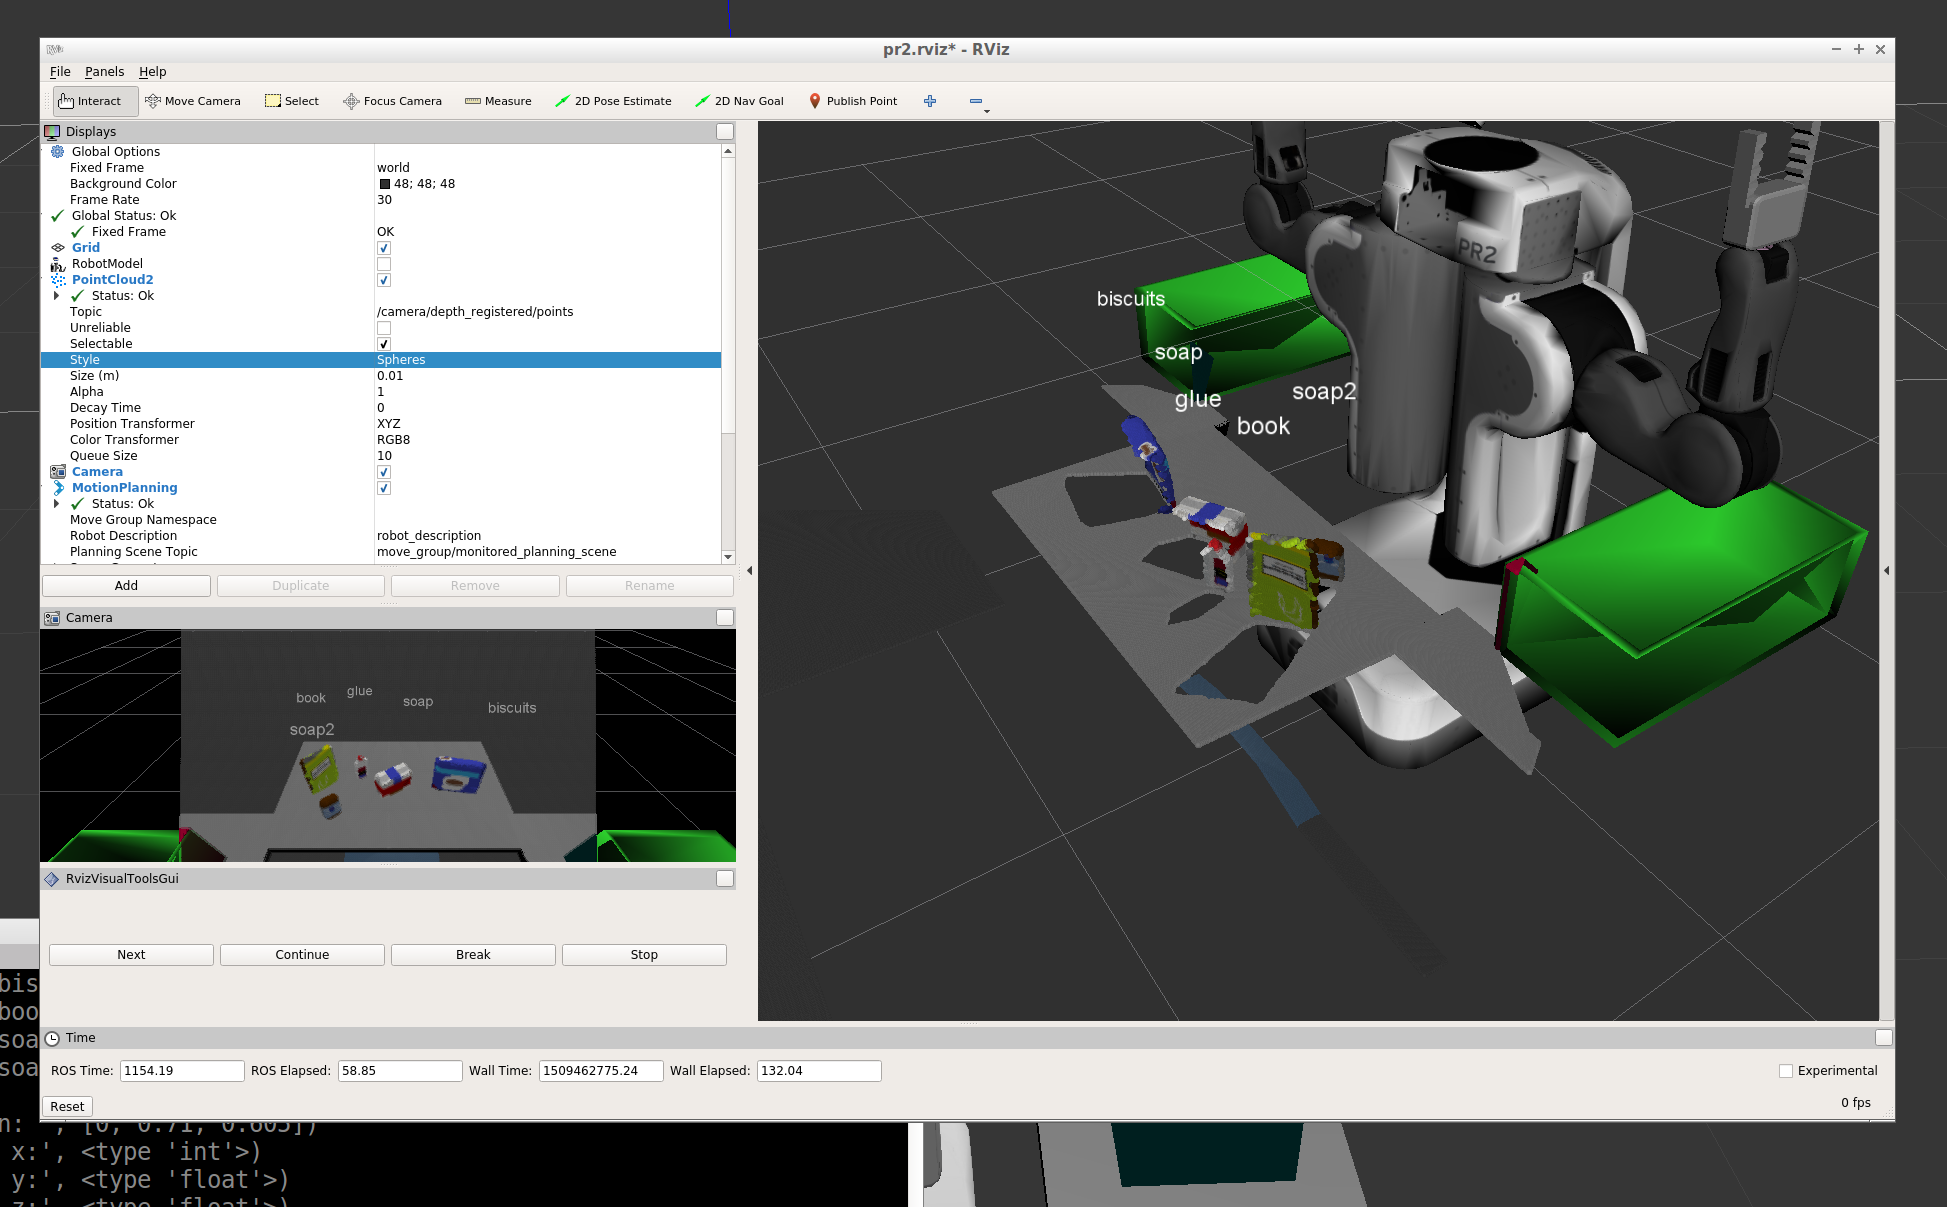 pr2.rviz* - RViz
File Panels Help
Interact Move Camera Select Focus Camera Measure 2D Pose Estimate 2D Nav Goal Publish Point
Displays
Global Options
Fixed Frame world
Background Color 48; 48; 48
Frame Rate 30
Global Status: Ok
Fixed Frame OK
Grid
RobotModel
PointCloud2
Status: Ok
Topic /camera/depth_registered/points
Unreliable
Selectable
Style Spheres
Size (m) 0.01
Alpha 1
Decay Time 0
Position Transformer XYZ
Color Transformer RGB8
Queue Size 10
Camera
MotionPlanning
Status: Ok
Move Group Namespace
Robot Description robot_description
Planning Scene Topic move_group/monitored_planning_scene
Add Duplicate Remove Rename
Camera
book glue soap biscuits
soap2
RvizVisualToolsGui
Next Continue Break Stop
PR2
biscuits
soap
soap2
glue
book
Time
ROS Time: 1154.19 ROS Elapsed: 58.85 Wall Time: 1509462775.24 Wall Elapsed: 132.04 Experimental
Reset 0 fps
bis
boo
soa
soa
n: ', [0, 0.71, 0.605])
x:', <type 'int'>)
y:', <type 'float'>)
z:', <type 'float'>)